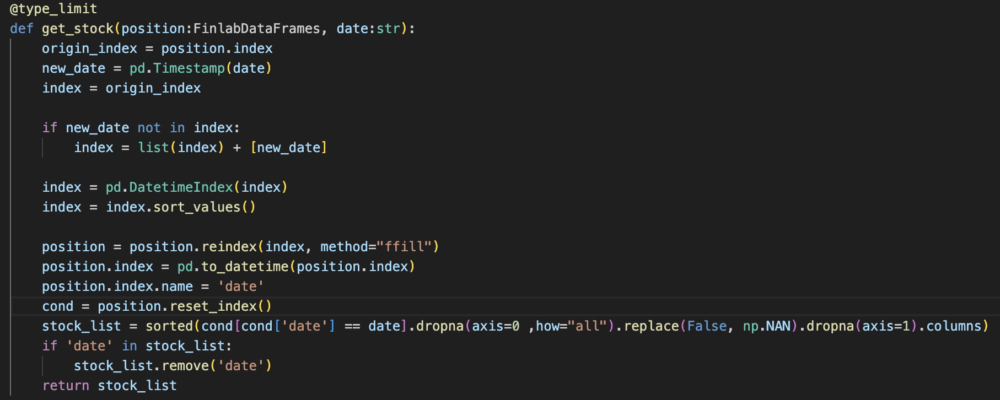 @type_limit
def get_stock(position:FinlabDataFrames, date:str):
    origin_index = position.index
    new_date = pd.Timestamp(date)
    index = origin_index

    if new_date not in index:
        index = list(index) + [new_date]

    index = pd.DatetimeIndex(index)
    index = index.sort_values()

    position = position.reindex(index, method="ffill")
    position.index = pd.to_datetime(position.index)
    position.index.name = 'date'
    cond = position.reset_index()
    stock_list = sorted(cond[cond['date'] == date].dropna(axis=0 ,how="all").replace(False, np.NAN).dropna(axis=1).columns)
    if 'date' in stock_list:
        stock_list.remove('date')
    return stock_list